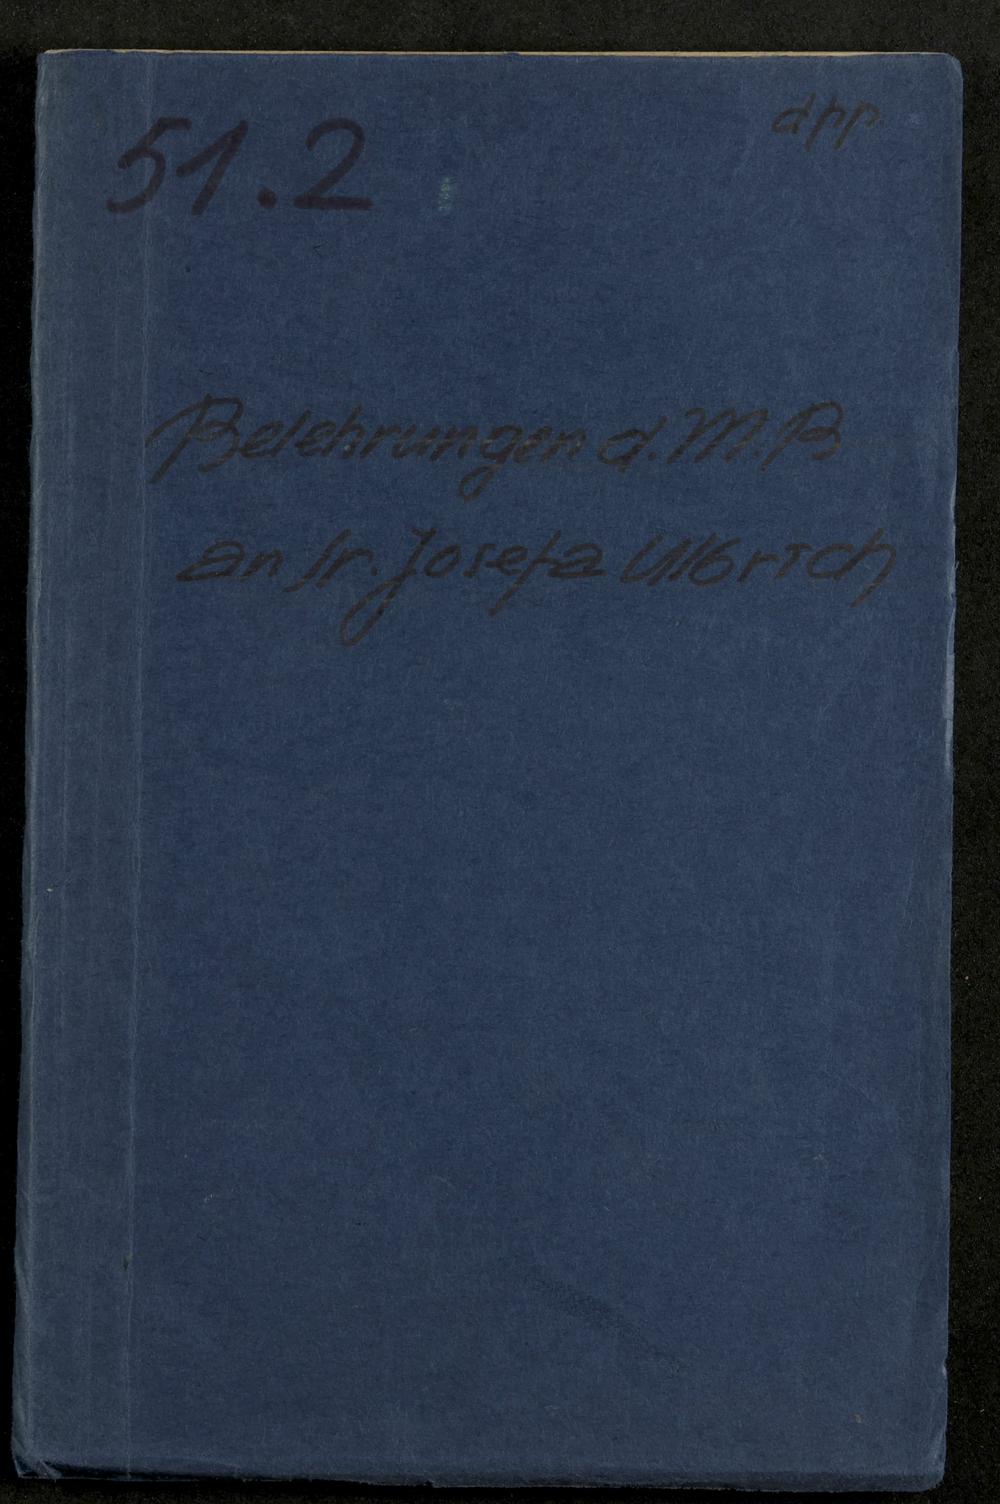 51.2
dpp
Belehrungen d. M. B
an Sr. Josefa Ulbrich